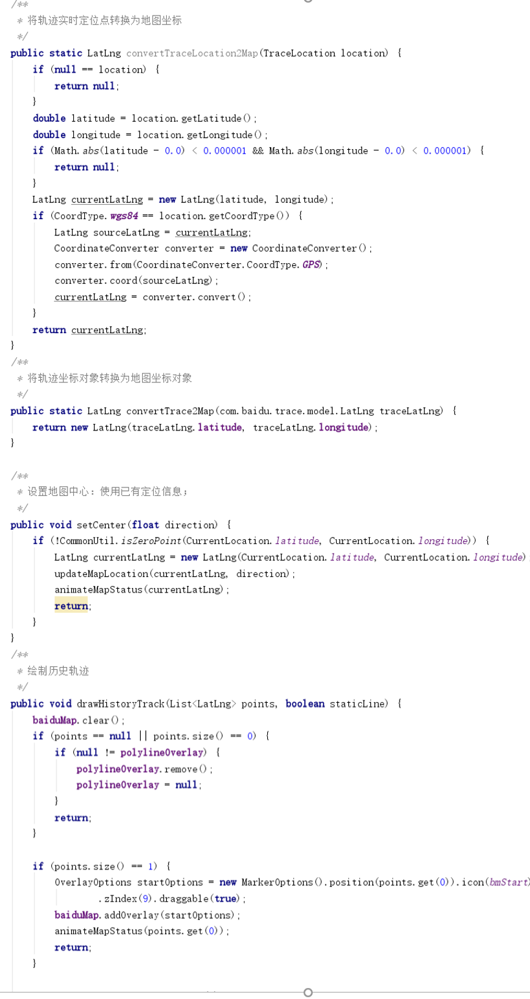 /**
 * 将轨迹实时定位点转换为地图坐标
 */
public static LatLng convertTraceLocation2Map(TraceLocation location) {
    if (null == location) {
        return null;
    }
    double latitude = location.getLatitude();
    double longitude = location.getLongitude();
    if (Math.abs(latitude - 0.0) < 0.000001 && Math.abs(longitude - 0.0) < 0.000001) {
        return null;
    }
    LatLng currentLatLng = new LatLng(latitude, longitude);
    if (CoordType.wgs84 == location.getCoordType()) {
        LatLng sourceLatLng = currentLatLng;
        CoordinateConverter converter = new CoordinateConverter();
        converter.from(CoordinateConverter.CoordType.GPS);
        converter.coord(sourceLatLng);
        currentLatLng = converter.convert();
    }
    return currentLatLng;
}
/**
 * 将轨迹坐标对象转换为地图坐标对象
 */
public static LatLng convertTrace2Map(com.baidu.trace.model.LatLng traceLatLng) {
    return new LatLng(traceLatLng.latitude, traceLatLng.longitude);
}

/**
 * 设置地图中心：使用已有定位信息；
 */
public void setCenter(float direction) {
    if (!CommonUtil.isZeroPoint(CurrentLocation.latitude, CurrentLocation.longitude)) {
        LatLng currentLatLng = new LatLng(CurrentLocation.latitude, CurrentLocation.longitude)
        updateMapLocation(currentLatLng, direction);
        animateMapStatus(currentLatLng);
        return;
    }
}
/**
 * 绘制历史轨迹
 */
public void drawHistoryTrack(List<LatLng> points, boolean staticLine) {
    baiduMap.clear();
    if (points == null || points.size() == 0) {
        if (null != polylineOverlay) {
            polylineOverlay.remove();
            polylineOverlay = null;
        }
        return;
    }

    if (points.size() == 1) {
        OverlayOptions startOptions = new MarkerOptions().position(points.get(0)).icon(bmStart)
                .zIndex(9).draggable(true);
        baiduMap.addOverlay(startOptions);
        animateMapStatus(points.get(0));
        return;
    }